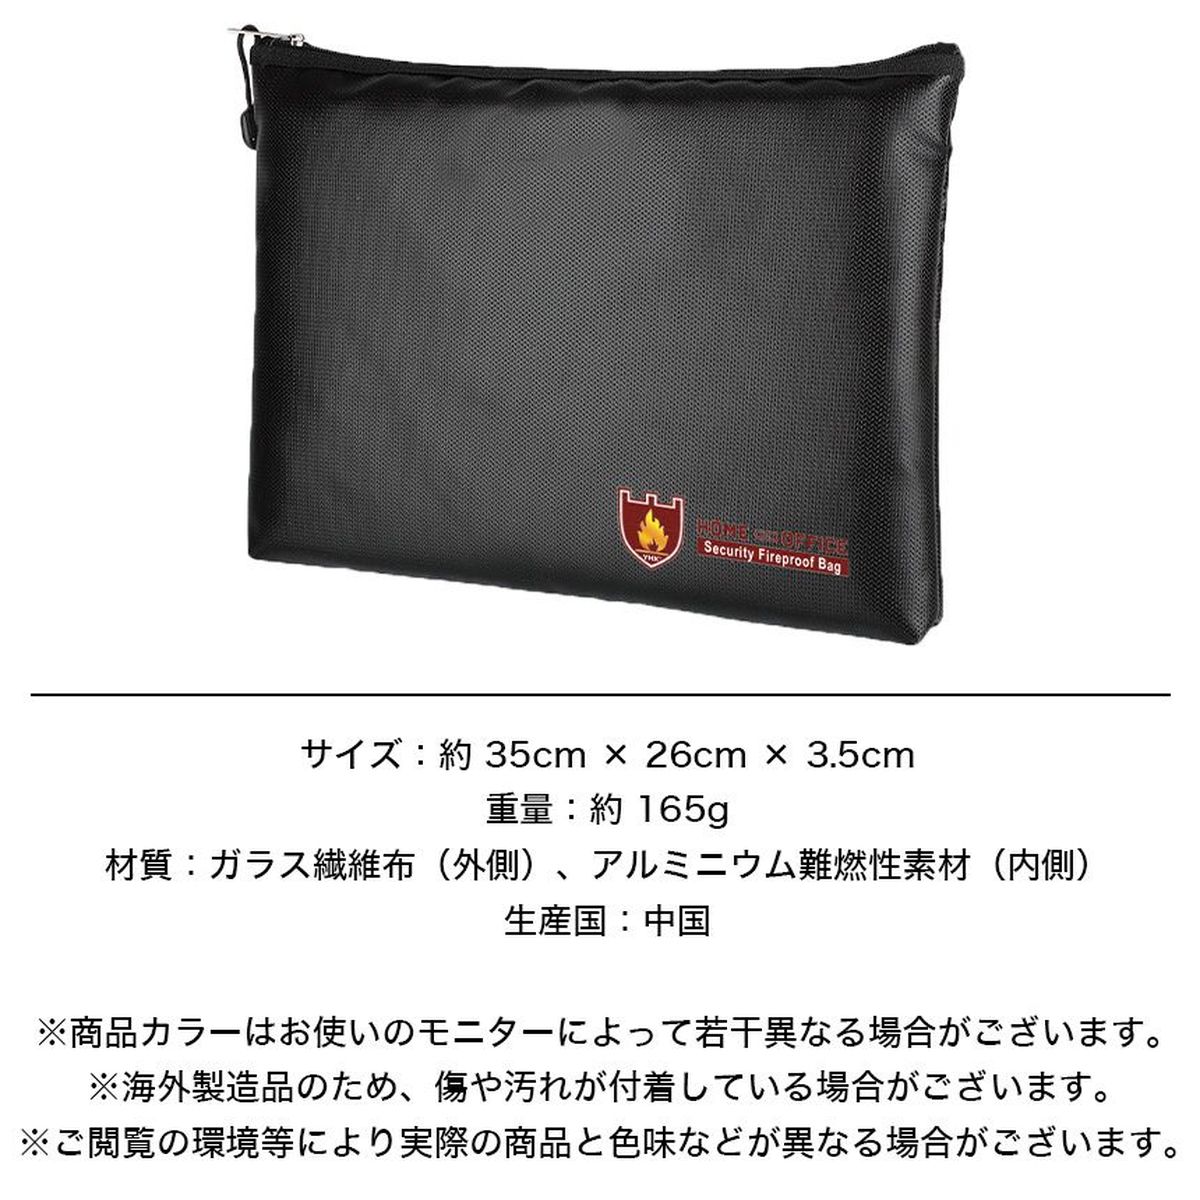 HOME OFFICE
Security Fireproof Bag
YHK
サイズ：約 35cm × 26cm × 3.5cm
重量：約 165g
材質：ガラス繊維布（外側）、アルミニウム難燃性素材（内側）
生産国：中国
※商品カラーはお使いのモニターによって若干異なる場合がございます。
※海外製造品のため、傷や汚れが付着している場合がございます。
※ご閲覧の環境等により実際の商品と色味などが異なる場合がございます。